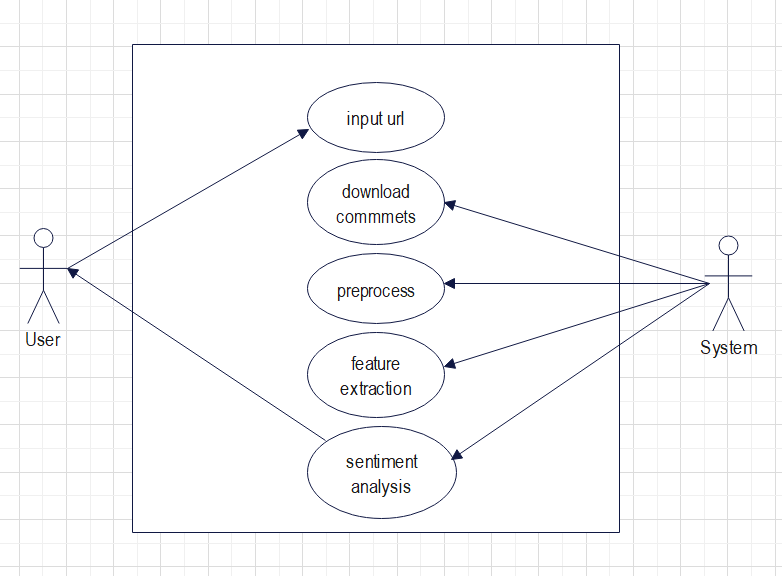 input url
download
commmets
preprocess
feature
extraction
sentiment
analysis
User
System